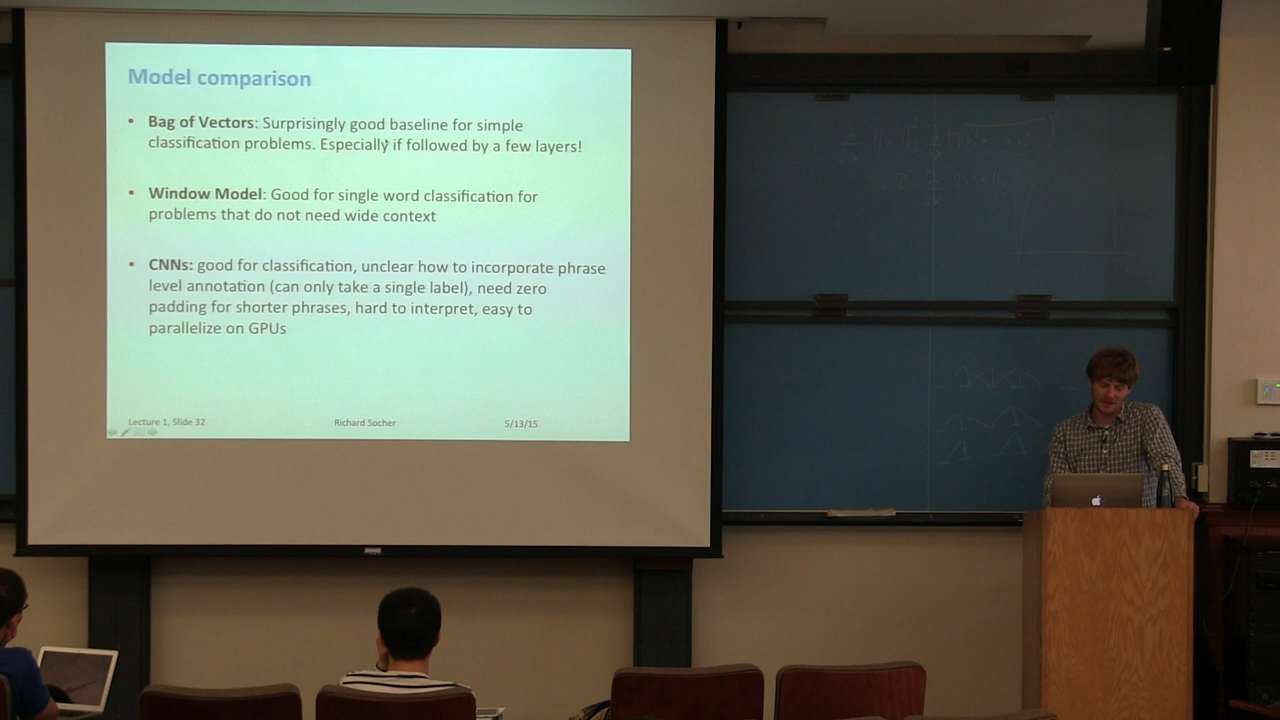 Model comparison
• Bag of Vectors: Surprisingly good baseline for simple
classification problems. Especially if followed by a few layers!
• Window Model: Good for single word classification for
problems that do not need wide context
• CNNs: good for classification, unclear how to incorporate phrase
level annotation (can only take a single label), need zero
padding for shorter phrases, hard to interpret, easy to
parallelize on GPUs
Lecture 1, Slide 32 Richard Socher 5/13/15